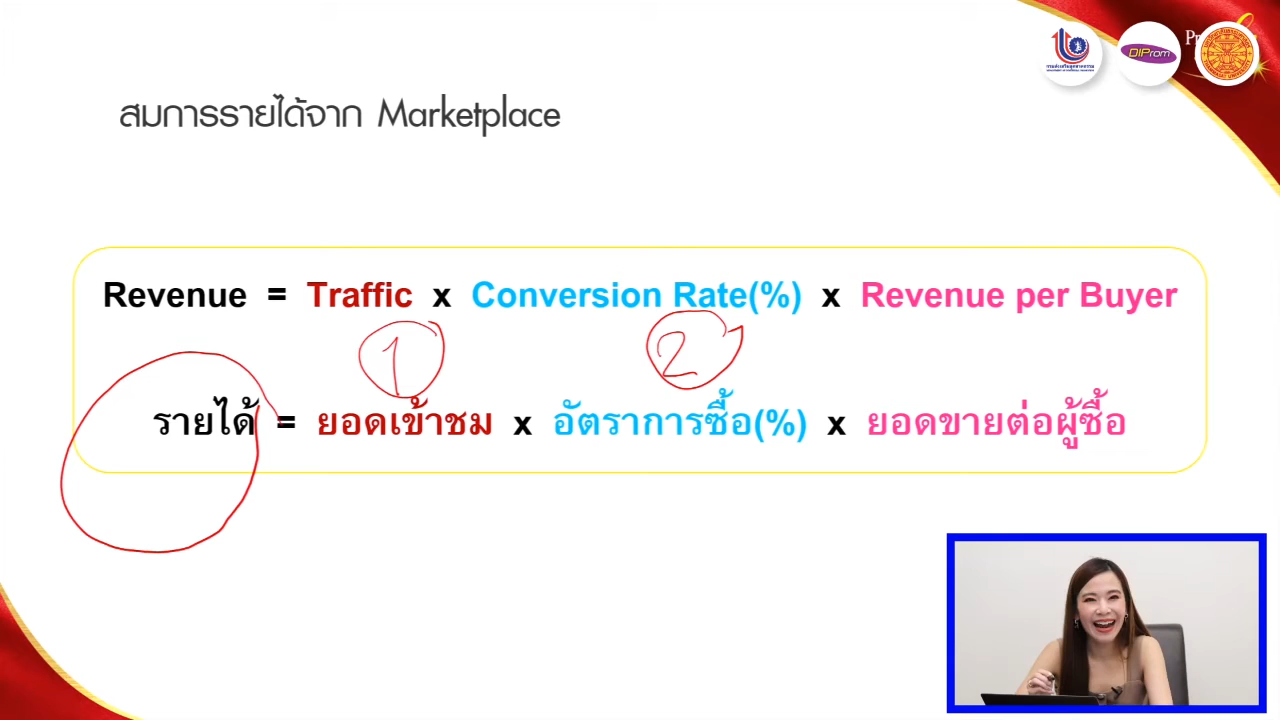 สมการรายได้จาก Marketplace
DIProm
Revenue = Traffic x Conversion Rate(%) x Revenue per Buyer
1 2
รายได้ = ยอดเข้าชม x อัตราการซื้อ(%) x ยอดขายต่อผู้ซื้อ